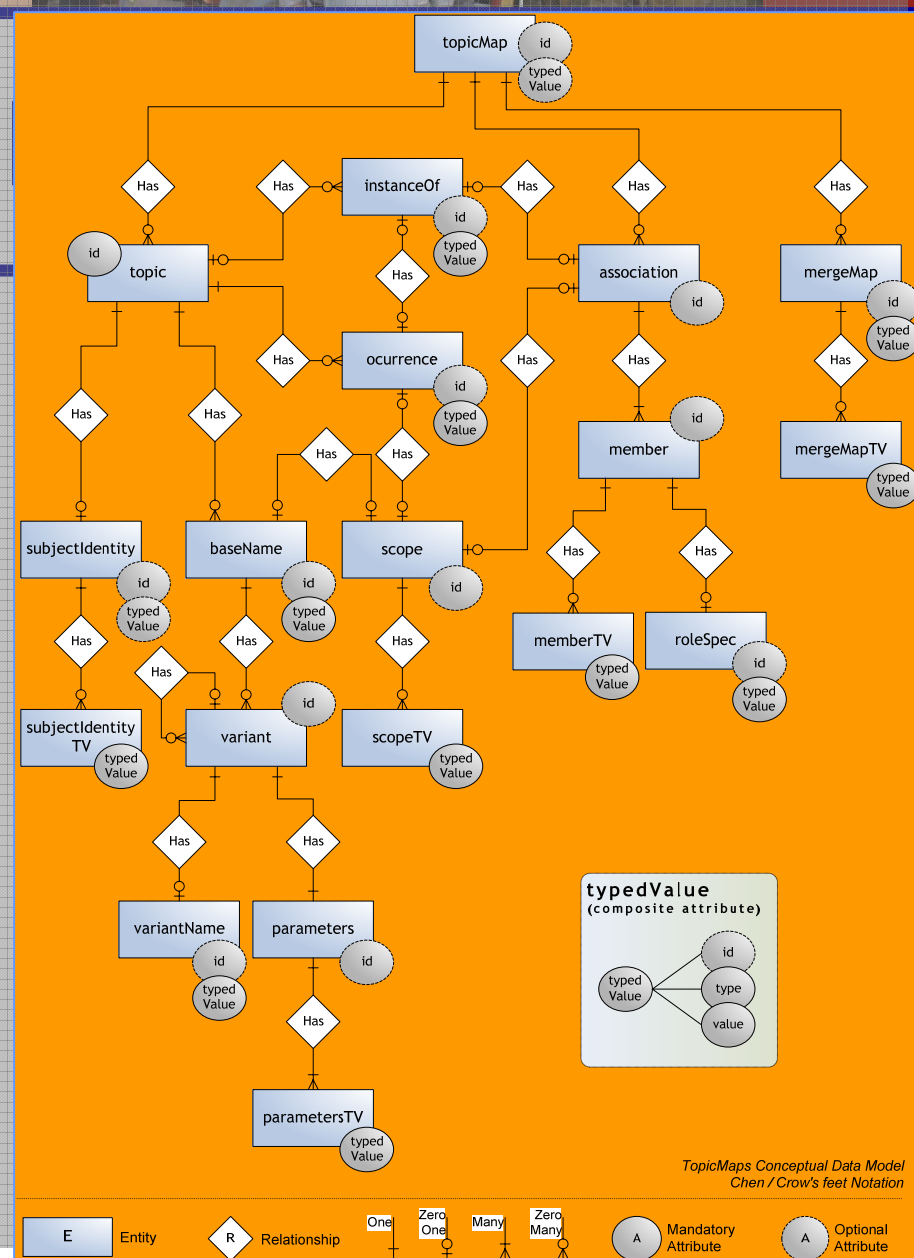 topicMap
id
typed
Value
Has
Has
instanceOf
id
typed
Value
Has
Has
Has
id
topic
Has
association
id
mergeMap
id
typed
Value
Has
ocurrence
id
typed
Value
Has
Has
Has
Has
Has
Has
Has
id
member
mergeMapTV
typed
Value
subjectIdentity
id
typed
Value
baseName
id
typed
Value
scope
id
Has
Has
Has
Has
Has
Has
memberTV
typed
Value
roleSpec
id
typed
Value
subjectIdentity
TV
typed
Value
id
variant
scopeTV
typed
Value
Has
Has
variantName
id
typed
Value
parameters
id
typedValue
(composite attribute)
typed
Value
id
type
value
Has
parametersTV
typed
Value
TopicMaps Conceptual Data Model
Chen / Crow's feet Notation
E
Entity
R
Relationship
One
Zero
One
Many
Zero
Many
A
Mandatory
Attribute
A
Optional
Attribute